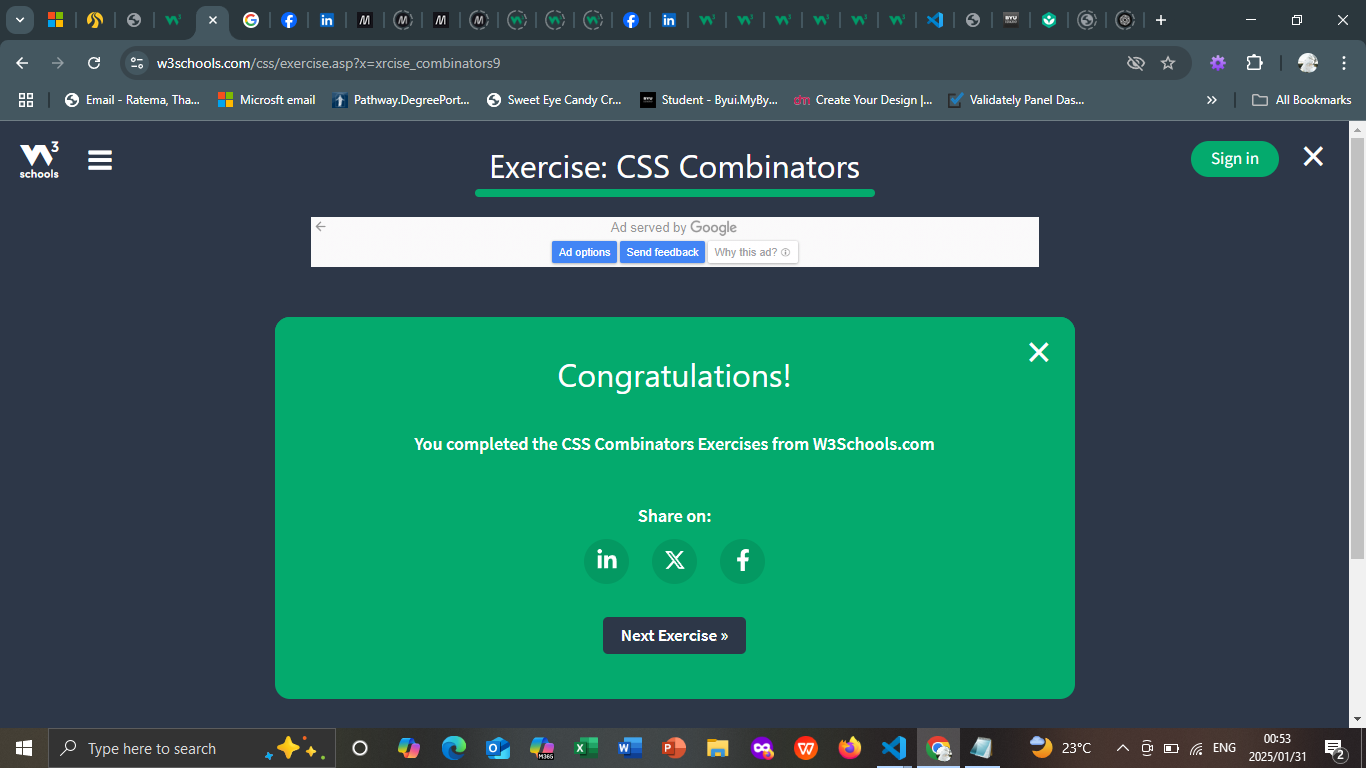 w3schools.com/css/exercise.asp?x=xrcise_combinators9
Email - Ratema, Tha...
Microsft email
Pathway.DegreePort...
Sweet Eye Candy Cr...
Student - Byui.MyBy...
Create Your Design |...
Validately Panel Das...
»
All Bookmarks
W3 schools
Exercise: CSS Combinators
Sign in
Ad served by Google
Ad options
Send feedback
Why this ad?
Congratulations!
You completed the CSS Combinators Exercises from W3Schools.com
Share on:
Next Exercise »
Type here to search
M365
23°C
ENG
00:53
2025/01/31
2